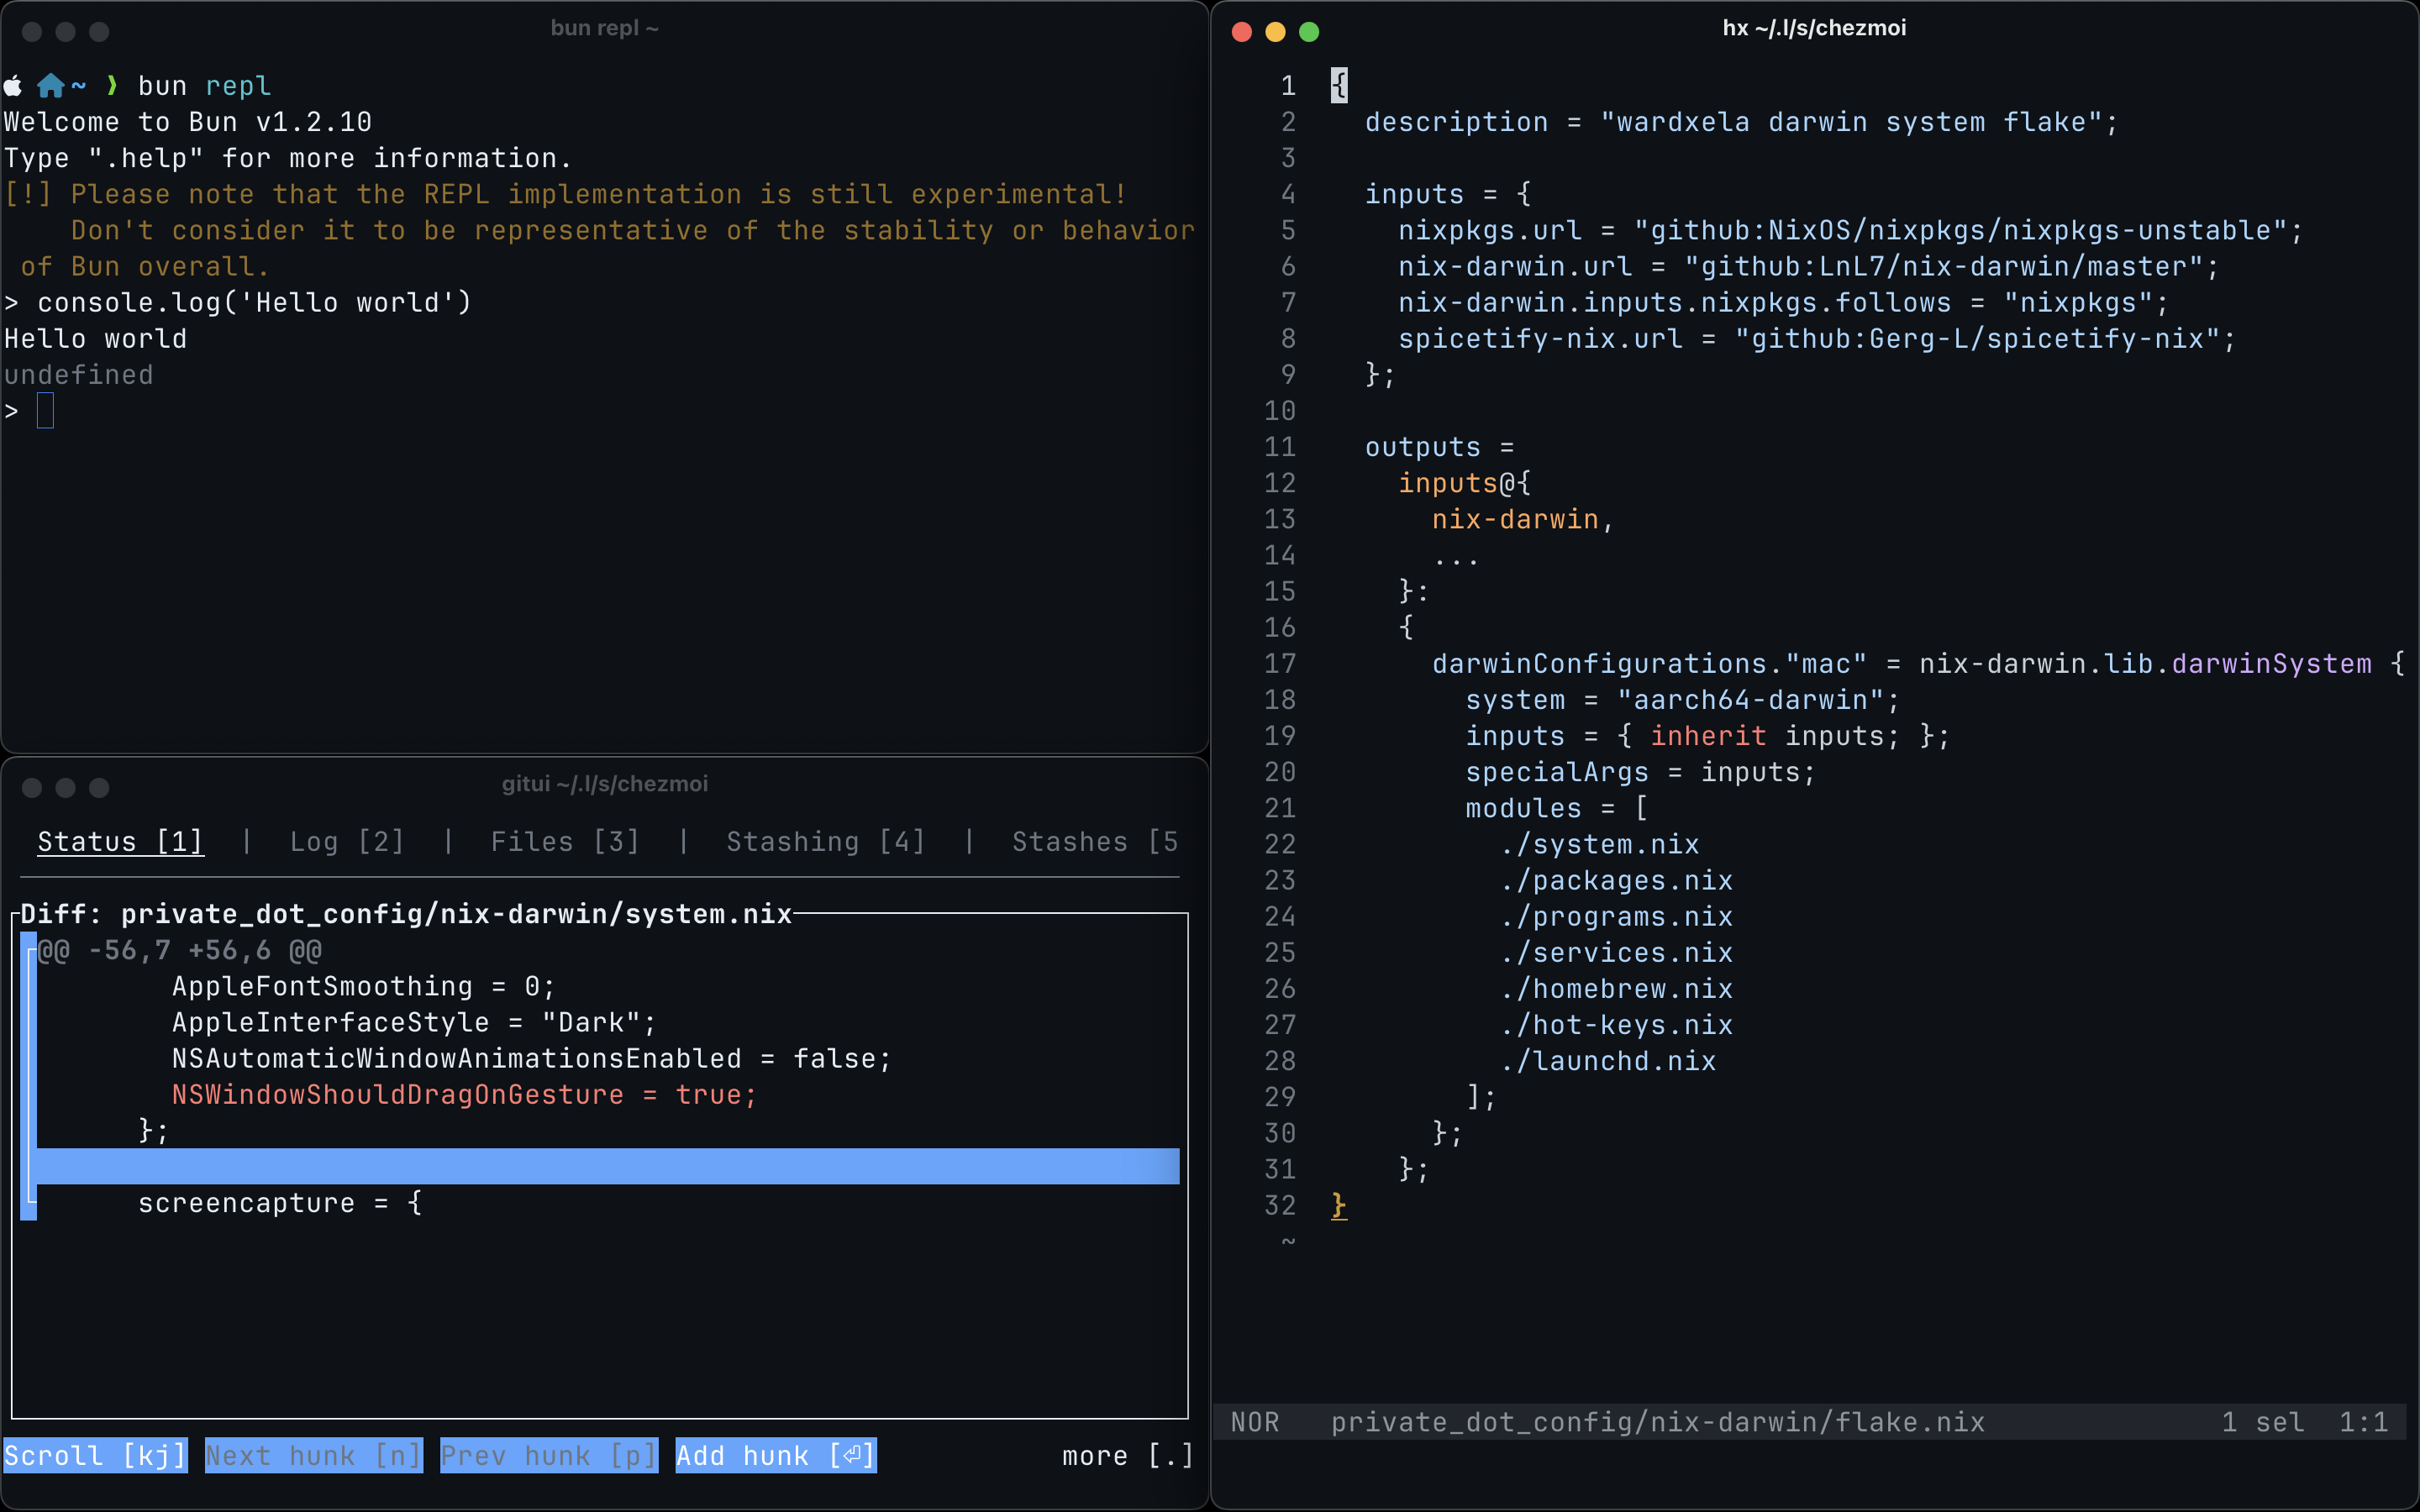 bun repl ~
~ ❯ bun repl
Welcome to Bun v1.2.10
Type ".help" for more information.
[!] Please note that the REPL implementation is still experimental!
    Don't consider it to be representative of the stability or behavior
 of Bun overall.
> console.log('Hello world')
Hello world
undefined
>
gitui ~/.l/s/chezmoi
Status [1]  |  Log [2]  |  Files [3]  |  Stashing [4]  |  Stashes [5
Diff: private_dot_config/nix-darwin/system.nix
@@ -56,7 +56,6 @@
        AppleFontSmoothing = 0;
        AppleInterfaceStyle = "Dark";
        NSAutomaticWindowAnimationsEnabled = false;
        NSWindowShouldDragOnGesture = true;
      };
      screencapture = {
Scroll [kj] Next hunk [n] Prev hunk [p] Add hunk [⏎] more [.]
hx ~/.l/s/chezmoi
1 {
2   description = "wardxela darwin system flake";
3
4   inputs = {
5     nixpkgs.url = "github:NixOS/nixpkgs/nixpkgs-unstable";
6     nix-darwin.url = "github:LnL7/nix-darwin/master";
7     nix-darwin.inputs.nixpkgs.follows = "nixpkgs";
8     spicetify-nix.url = "github:Gerg-L/spicetify-nix";
9   };
10
11   outputs =
12     inputs@{
13       nix-darwin,
14       ...
15     }:
16     {
17       darwinConfigurations."mac" = nix-darwin.lib.darwinSystem {
18         system = "aarch64-darwin";
19         inputs = { inherit inputs; };
20         specialArgs = inputs;
21         modules = [
22           ./system.nix
23           ./packages.nix
24           ./programs.nix
25           ./services.nix
26           ./homebrew.nix
27           ./hot-keys.nix
28           ./launchd.nix
29         ];
30       };
31     };
32 }
~
NOR   private_dot_config/nix-darwin/flake.nix   1 sel  1:1